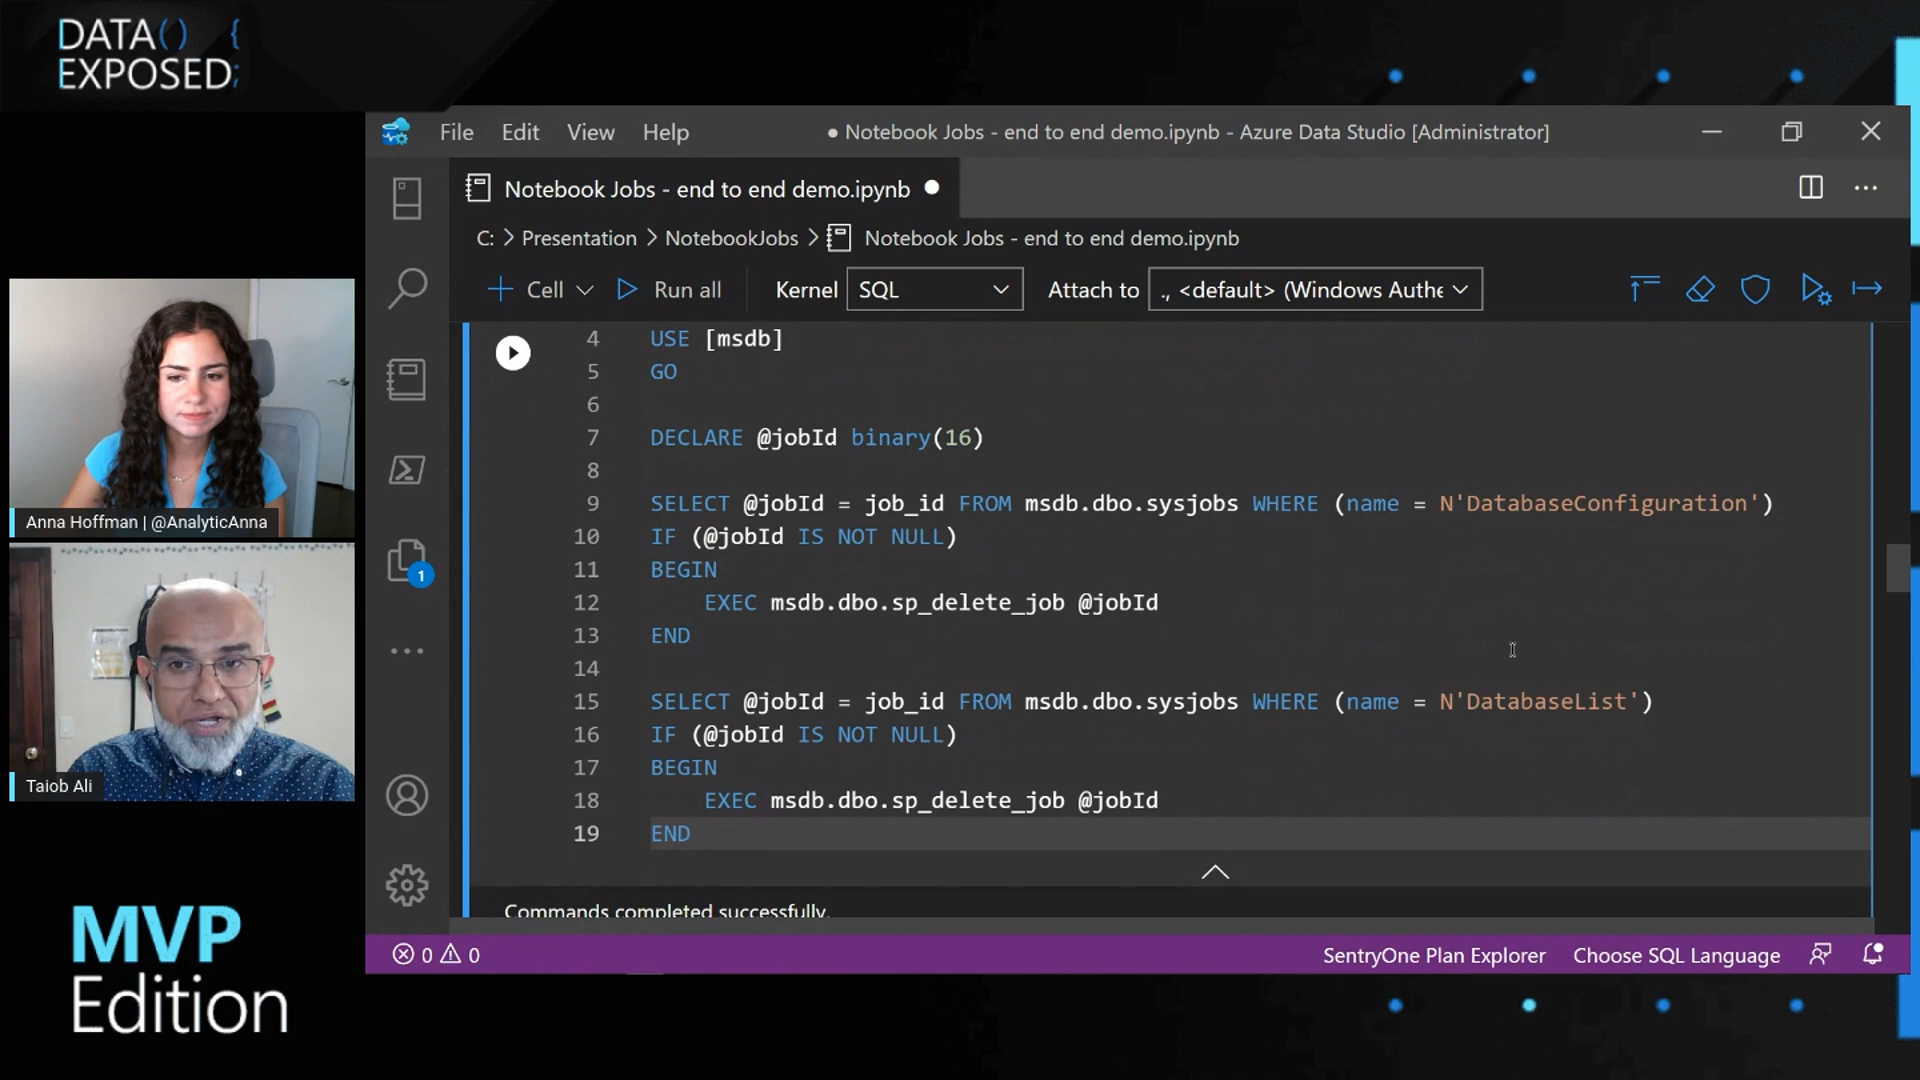 DATA() {
EXPOSED;
File Edit View Help
● Notebook Jobs - end to end demo.ipynb - Azure Data Studio [Administrator]
Notebook Jobs - end to end demo.ipynb ●
C: > Presentation > NotebookJobs > Notebook Jobs - end to end demo.ipynb
Cell Run all Kernel SQL Attach to ., <default> (Windows Authe
4 USE [msdb]
5 GO
6
7 DECLARE @jobId binary(16)
8
9 SELECT @jobId = job_id FROM msdb.dbo.sysjobs WHERE (name = N'DatabaseConfiguration')
10 IF (@jobId IS NOT NULL)
11 BEGIN
12 EXEC msdb.dbo.sp_delete_job @jobId
13 END
14
15 SELECT @jobId = job_id FROM msdb.dbo.sysjobs WHERE (name = N'DatabaseList')
16 IF (@jobId IS NOT NULL)
17 BEGIN
18 EXEC msdb.dbo.sp_delete_job @jobId
19 END
Commands completed successfully.
1
0 0
SentryOne Plan Explorer Choose SQL Language
Anna Hoffman | @AnalyticAnna
Taiob Ali
MVP
Edition